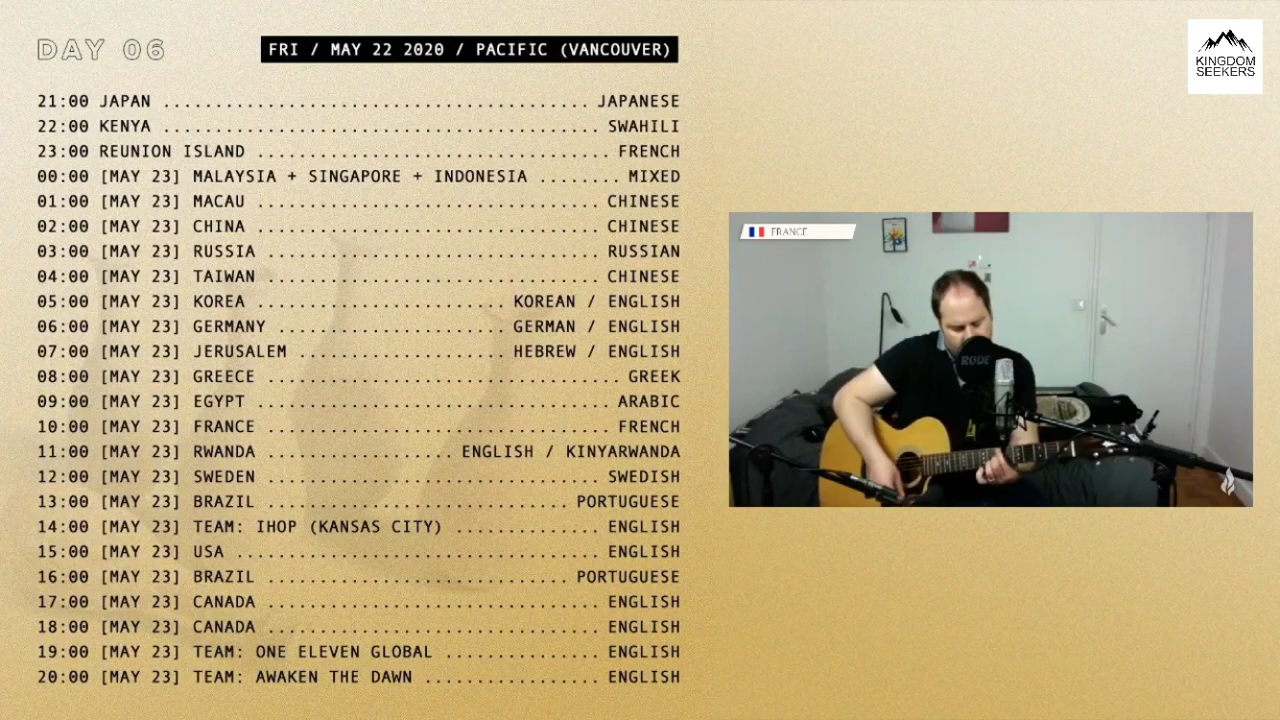 DAY 06
FRI / MAY 22 2020 / PACIFIC (VANCOUVER)
21:00 JAPAN ......................................... JAPANESE
22:00 KENYA .......................................... SWAHILI
23:00 REUNION ISLAND .................................. FRENCH
00:00 [MAY 23] MALAYSIA + SINGAPORE + INDONESIA ........ MIXED
01:00 [MAY 23] MACAU ................................. CHINESE
02:00 [MAY 23] CHINA ................................. CHINESE
03:00 [MAY 23] RUSSIA ................................ RUSSIAN
04:00 [MAY 23] TAIWAN ................................ CHINESE
05:00 [MAY 23] KOREA ........................ KOREAN / ENGLISH
06:00 [MAY 23] GERMANY ...................... GERMAN / ENGLISH
07:00 [MAY 23] JERUSALEM .................... HEBREW / ENGLISH
08:00 [MAY 23] GREECE .................................. GREEK
09:00 [MAY 23] EGYPT .................................. ARABIC
10:00 [MAY 23] FRANCE ................................. FRENCH
11:00 [MAY 23] RWANDA .................. ENGLISH / KINYARWANDA
12:00 [MAY 23] SWEDEN ................................ SWEDISH
13:00 [MAY 23] BRAZIL ............................. PORTUGUESE
14:00 [MAY 23] TEAM: IHOP (KANSAS CITY) .............. ENGLISH
15:00 [MAY 23] USA ................................... ENGLISH
16:00 [MAY 23] BRAZIL ............................. PORTUGUESE
17:00 [MAY 23] CANADA ................................ ENGLISH
18:00 [MAY 23] CANADA ................................ ENGLISH
19:00 [MAY 23] TEAM: ONE ELEVEN GLOBAL ............... ENGLISH
20:00 [MAY 23] TEAM: AWAKEN THE DAWN ................. ENGLISH
KINGDOM
SEEKERS
FRANCE
RØDE